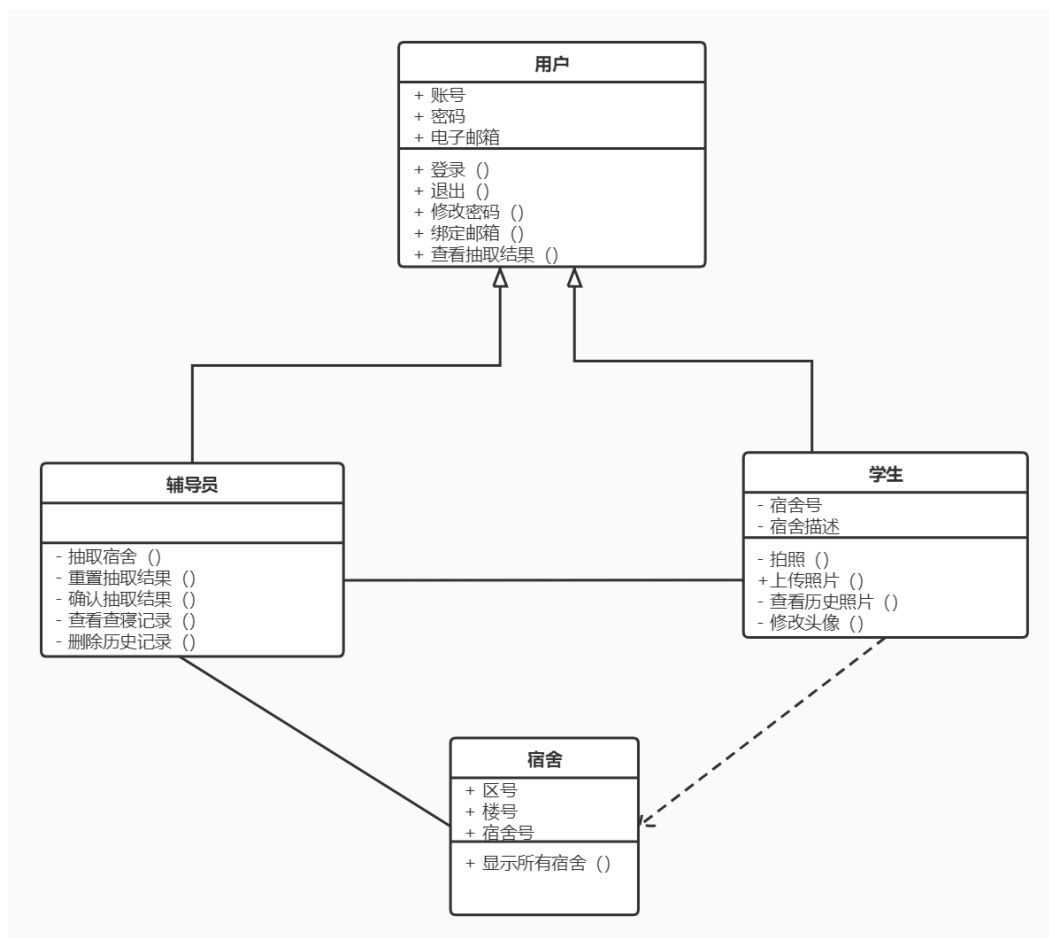 用户
+ 账号
+ 密码
+ 电子邮箱
+ 登录（）
+ 退出（）
+ 修改密码（）
+ 绑定邮箱（）
+ 查看抽取结果（）
辅导员
- 抽取宿舍（）
- 重置抽取结果（）
- 确认抽取结果（）
- 查看查寝记录（）
- 删除历史记录（）
学生
- 宿舍号
- 宿舍描述
- 拍照（）
+上传照片（）
- 查看历史照片（）
- 修改头像（）
宿舍
+ 区号
+ 楼号
+ 宿舍号
+ 显示所有宿舍（）